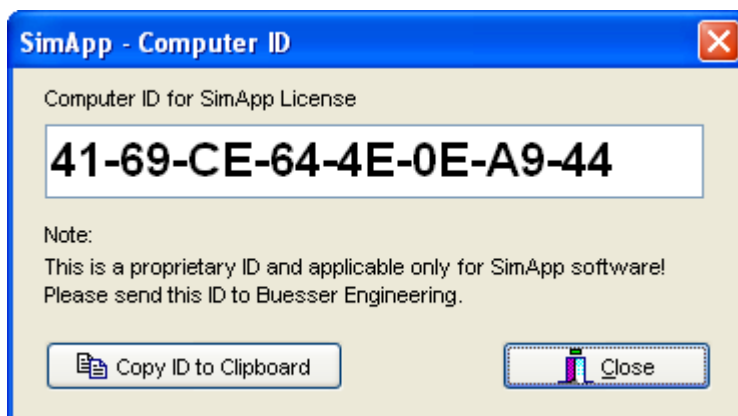 SimApp - Computer ID
Computer ID for SimApp License
41-69-CE-64-4E-0E-A9-44
Note:
This is a proprietary ID and applicable only for SimApp software!
Please send this ID to Buesser Engineering.
Copy ID to Clipboard
Close